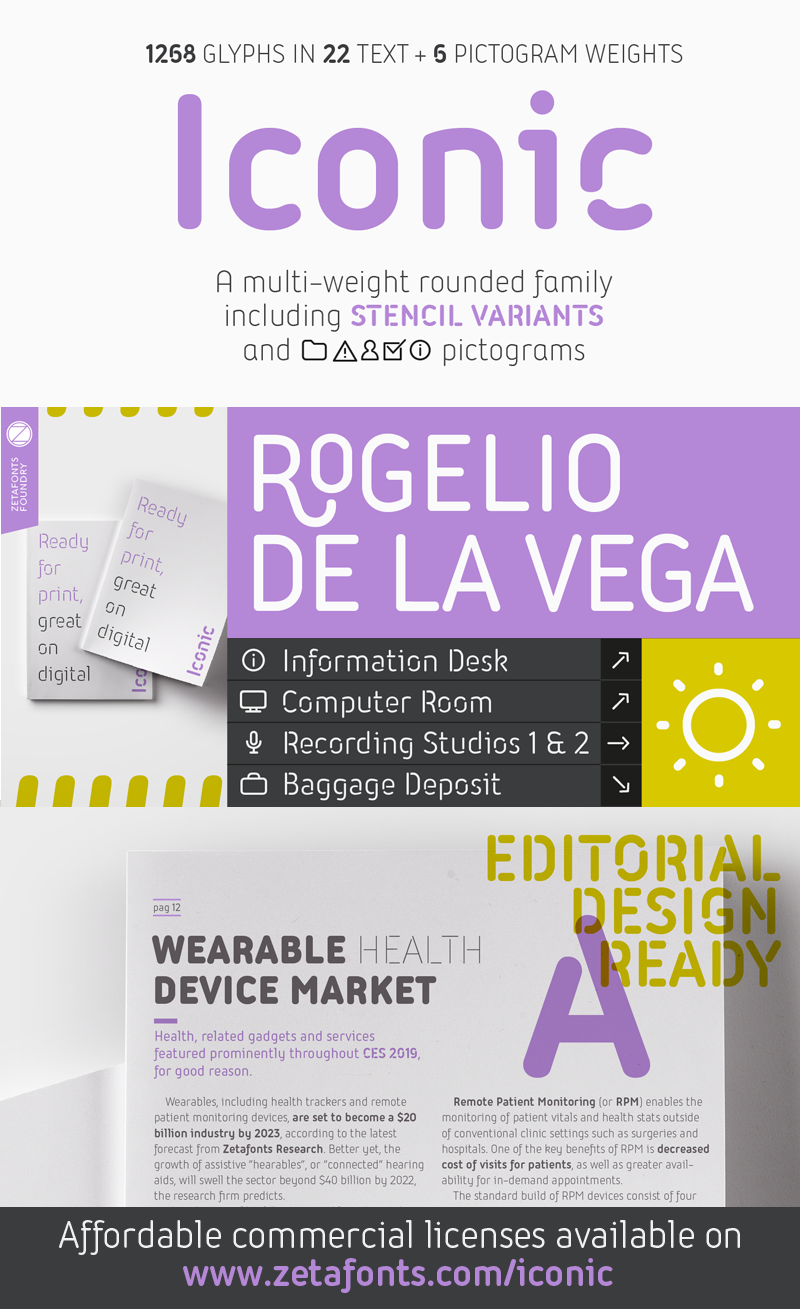 1268 GLYPHS IN 22 TEXT + 6 PICTOGRAM WEIGHTS
Iconic
A multi-weight rounded family
including STENCIL VARIANTS
and pictograms
ZETAFONTS
FOUNDRY
Ready
for
print,
great
on
digital
Iconic
Ready
for
print,
great
on
digital
Iconic
ROGELIO
DE LA VEGA
Information Desk
Computer Room
Recording Studios 1 & 2
Baggage Deposit
EDITORIAL
DESIGN
READY
A
pag 12
WEARABLE HEALTH
DEVICE MARKET
Health, related gadgets and services
featured prominently throughout CES 2019,
for good reason.
Wearables, including health trackers and remote
patient monitoring devices, are set to become a $20
billion industry by 2023, according to the latest
forecast from Zetafonts Research. Better yet, the
growth of assistive "hearables", or "connected" hearing
aids, will swell the sector beyond $40 billion by 2022,
the research firm predicts.
Remote Patient Monitoring (or RPM) enables the
monitoring of patient vitals and health stats outside
of conventional clinic settings such as surgeries and
hospitals. One of the key benefits of RPM is decreased
cost of visits for patients, as well as greater avail-
ability for in-demand appointments.
The standard build of RPM devices consist of four
Affordable commercial licenses available on
www.zetafonts.com/iconic